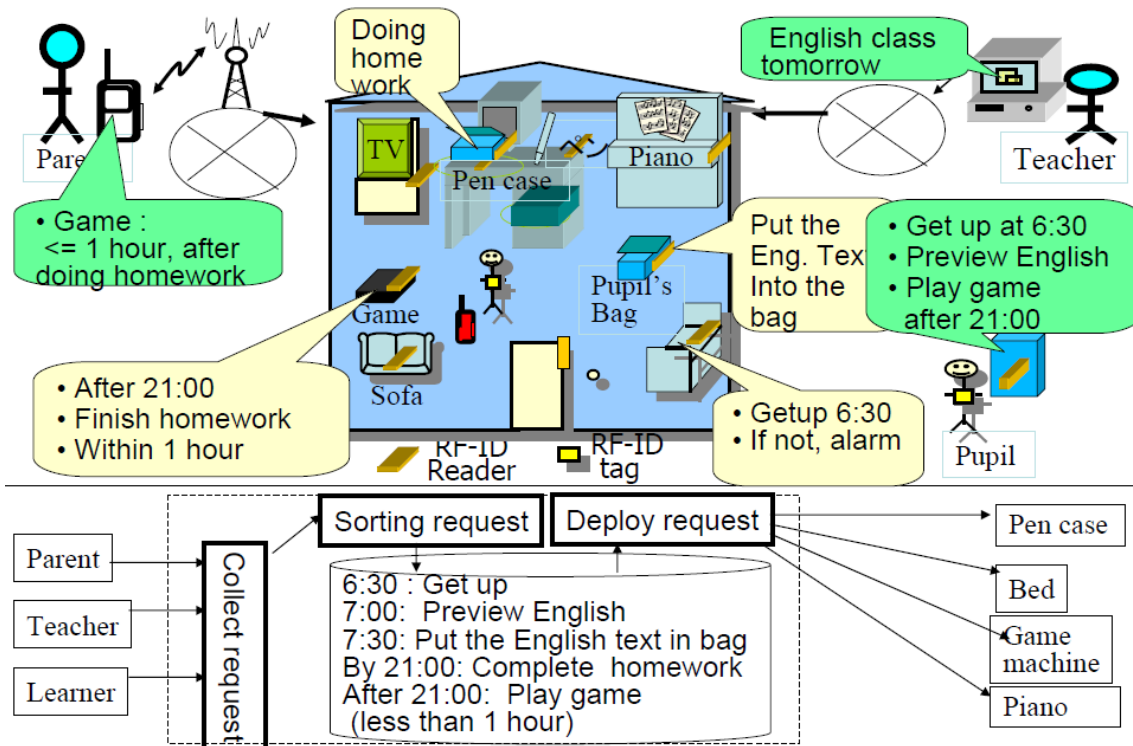 Doing
home
work
English class
tomorrow
Pare
TV
Pen case
Piano
Teacher
• Game :
<= 1 hour, after
doing homework
Put the
Eng. Tex
Into the
bag
• Get up at 6:30
• Preview English
• Play game
after 21:00
Game
Pupil's
Bag
Sofa
• After 21:00
• Finish homework
• Within 1 hour
• Getup 6:30
• If not, alarm
Pupil
RF-ID
Reader
RF-ID
tag
Parent
Teacher
Learner
Collect request
Sorting request
Deploy request
6:30 : Get up
7:00: Preview English
7:30: Put the English text in bag
By 21:00: Complete homework
After 21:00: Play game
(less than 1 hour)
Pen case
Bed
Game
machine
Piano